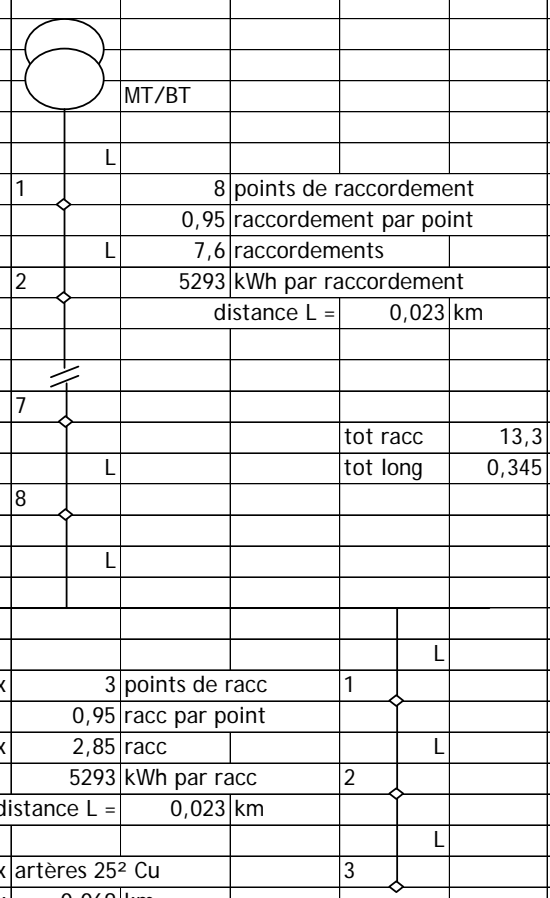 MT/BT
L
1 8 points de raccordement
0,95 raccordement par point
L 7,6 raccordements
2 5293 kWh par raccordement
distance L = 0,023 km
7
tot racc 13,3
L tot long 0,345
8
L
L
x 3 points de racc 1
0,95 racc par point
x 2,85 racc L
5293 kWh par racc 2
distance L = 0,023 km
L
x artères 25² Cu 3
km